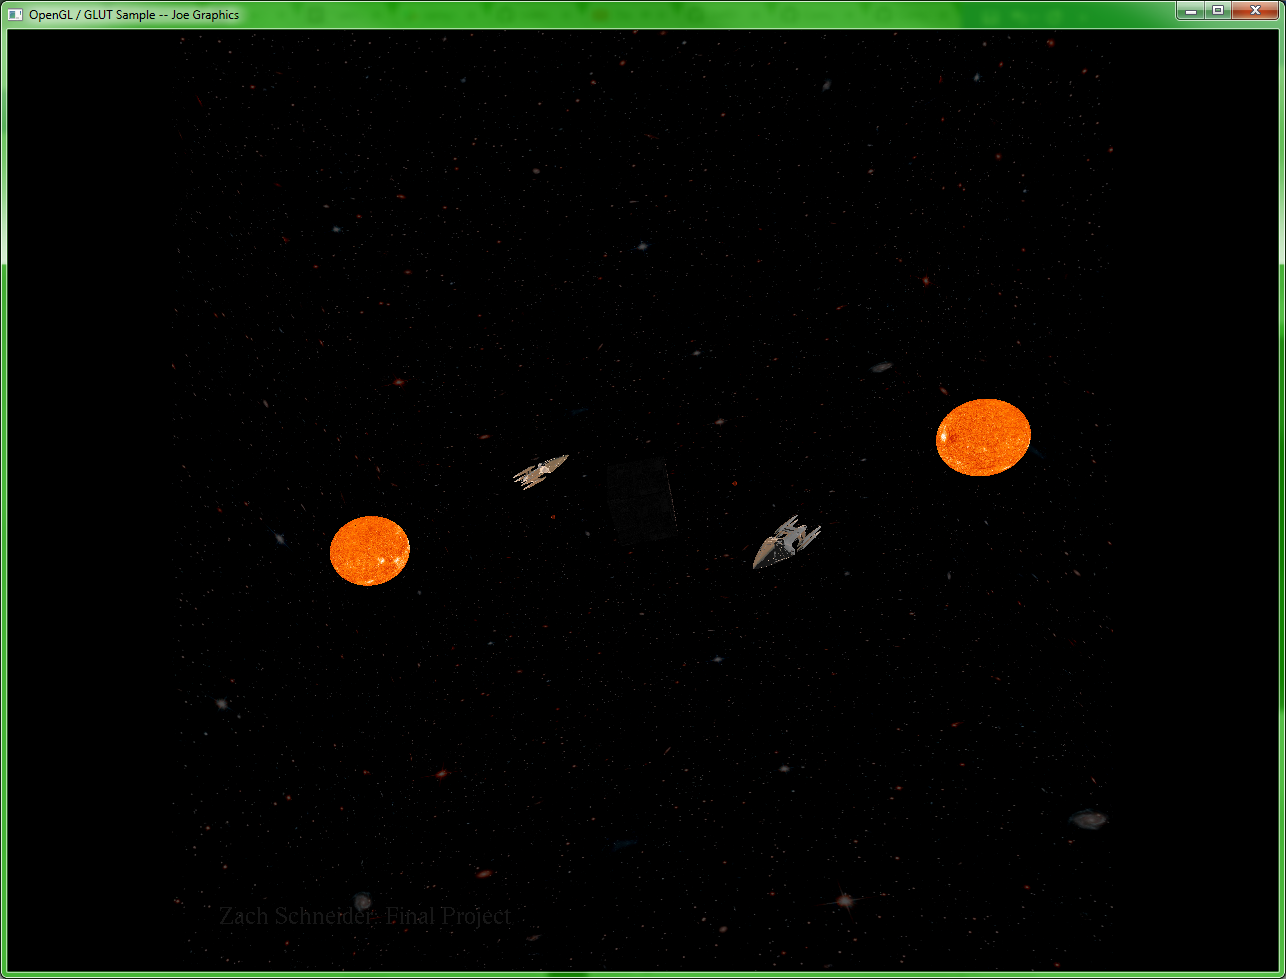 OpenGL / GLUT Sample -- Joe Graphics
Zach Schneider: Final Project